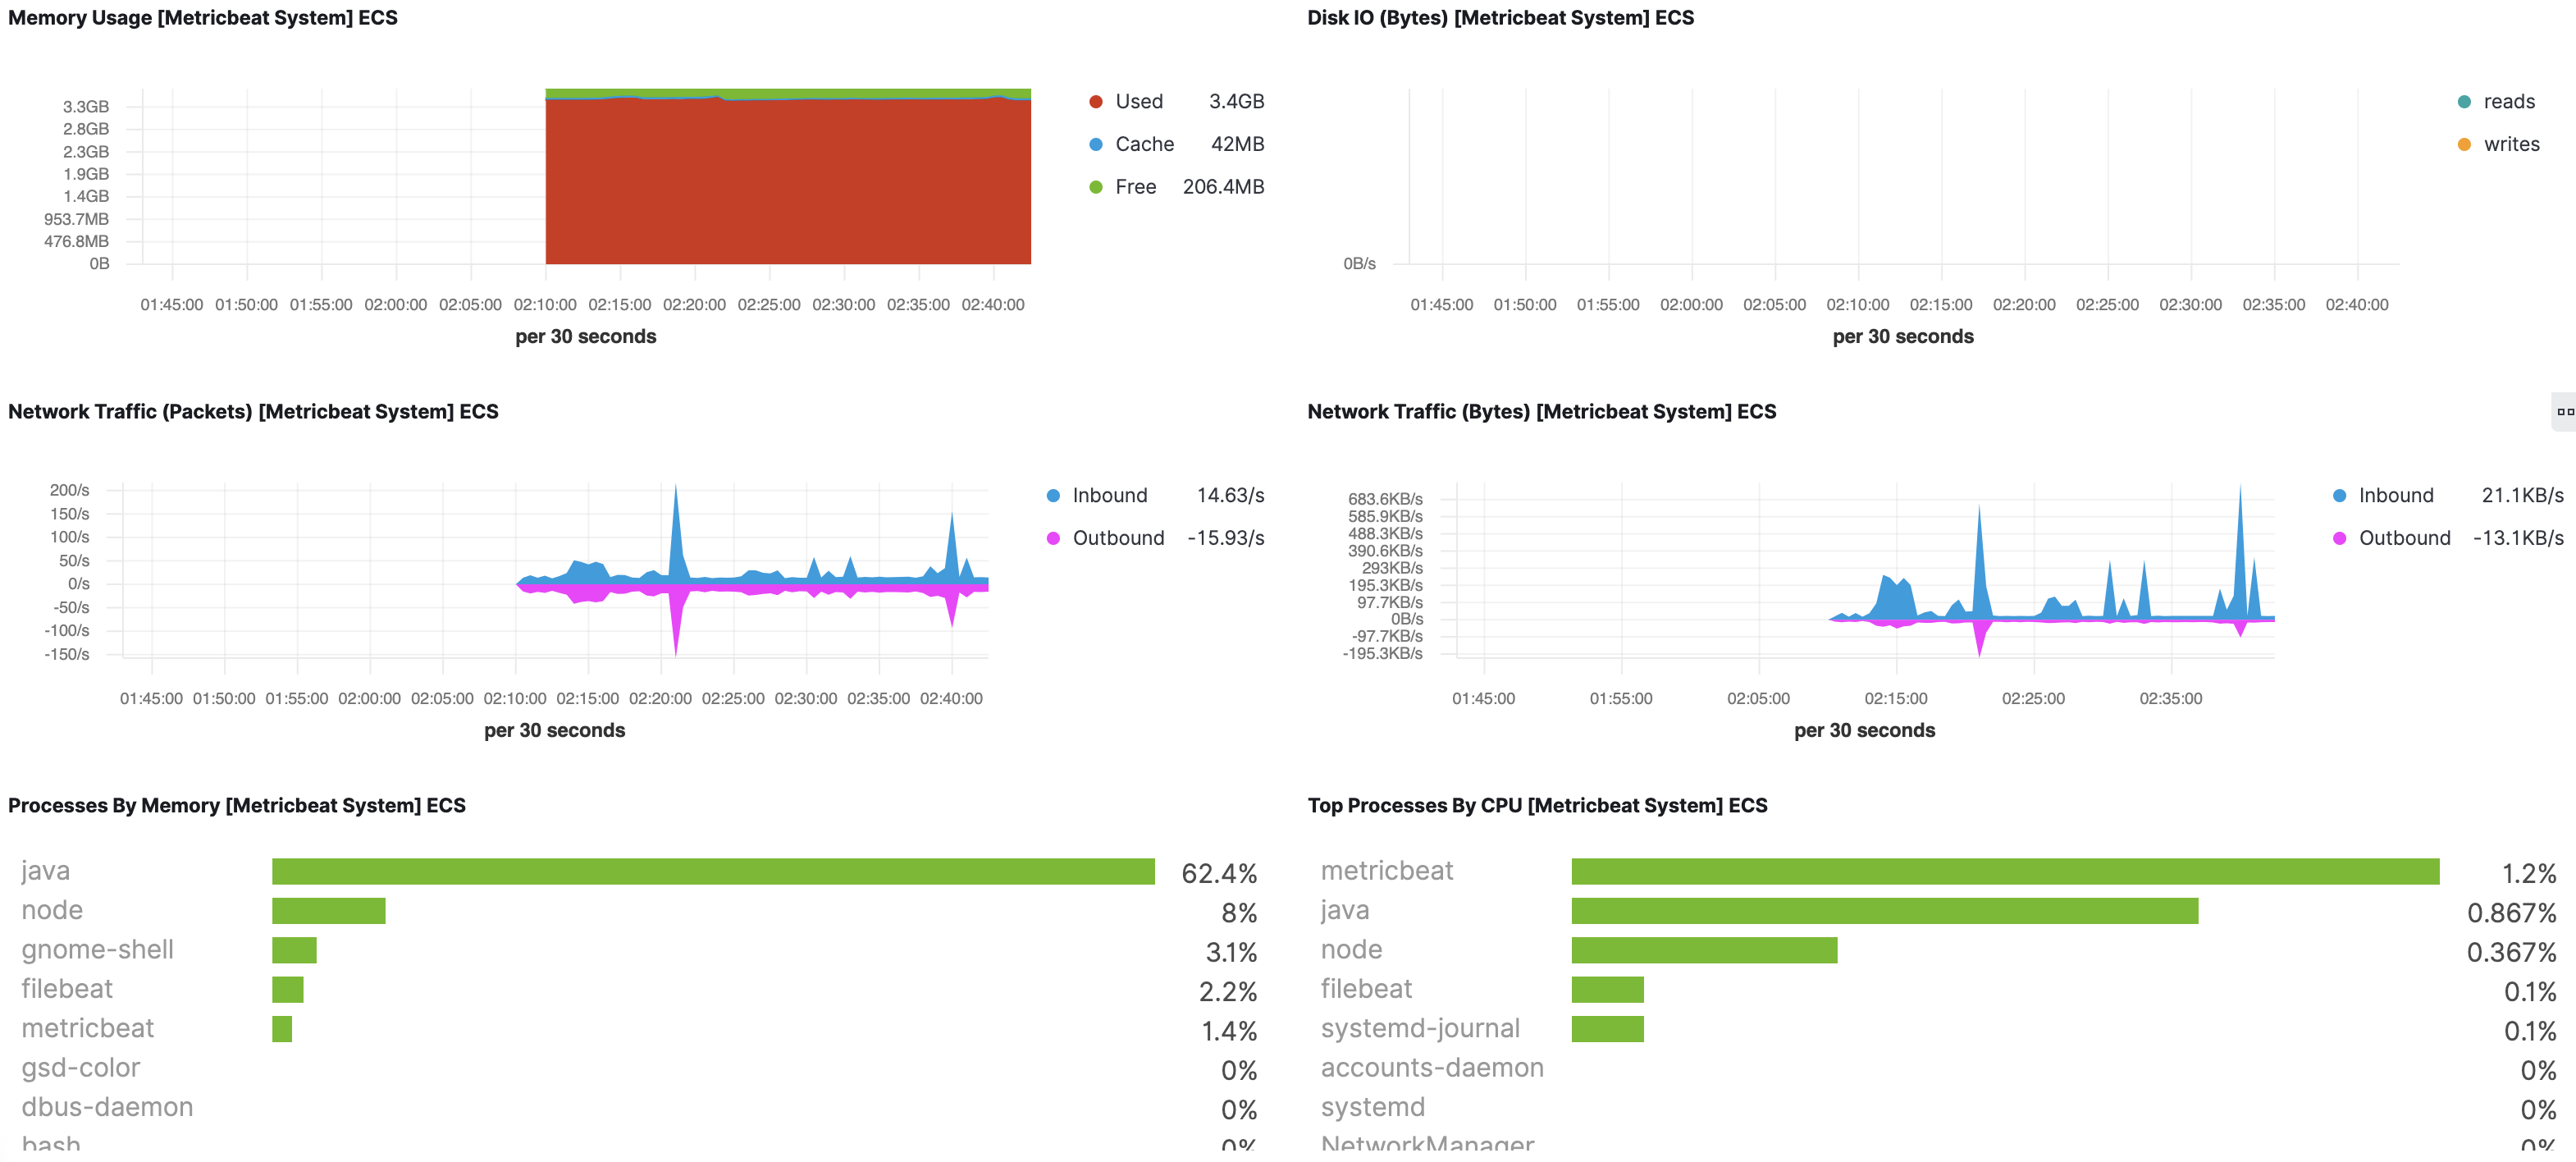 Memory Usage [Metricbeat System] ECS
3.3GB
2.8GB
2.3GB
1.9GB
1.4GB
953.7MB
476.8MB
0B
01:45:00 01:50:00 01:55:00 02:00:00 02:05:00 02:10:00 02:15:00 02:20:00 02:25:00 02:30:00 02:35:00 02:40:00
per 30 seconds
Used 3.4GB
Cache 42MB
Free 206.4MB
Disk IO (Bytes) [Metricbeat System] ECS
0B/s
01:45:00 01:50:00 01:55:00 02:00:00 02:05:00 02:10:00 02:15:00 02:20:00 02:25:00 02:30:00 02:35:00 02:40:00
per 30 seconds
reads
writes
Network Traffic (Packets) [Metricbeat System] ECS
200/s
150/s
100/s
50/s
0/s
-50/s
-100/s
-150/s
01:45:00 01:50:00 01:55:00 02:00:00 02:05:00 02:10:00 02:15:00 02:20:00 02:25:00 02:30:00 02:35:00 02:40:00
per 30 seconds
Inbound 14.63/s
Outbound -15.93/s
Network Traffic (Bytes) [Metricbeat System] ECS
683.6KB/s
585.9KB/s
488.3KB/s
390.6KB/s
293KB/s
195.3KB/s
97.7KB/s
0B/s
-97.7KB/s
-195.3KB/s
01:45:00 01:55:00 02:05:00 02:15:00 02:25:00 02:35:00
per 30 seconds
Inbound 21.1KB/s
Outbound -13.1KB/s
Processes By Memory [Metricbeat System] ECS
java 62.4%
node 8%
gnome-shell 3.1%
filebeat 2.2%
metricbeat 1.4%
gsd-color 0%
dbus-daemon 0%
bash 0%
Top Processes By CPU [Metricbeat System] ECS
metricbeat 1.2%
java 0.867%
node 0.367%
filebeat 0.1%
systemd-journal 0.1%
accounts-daemon 0%
systemd 0%
NetworkManager 0%